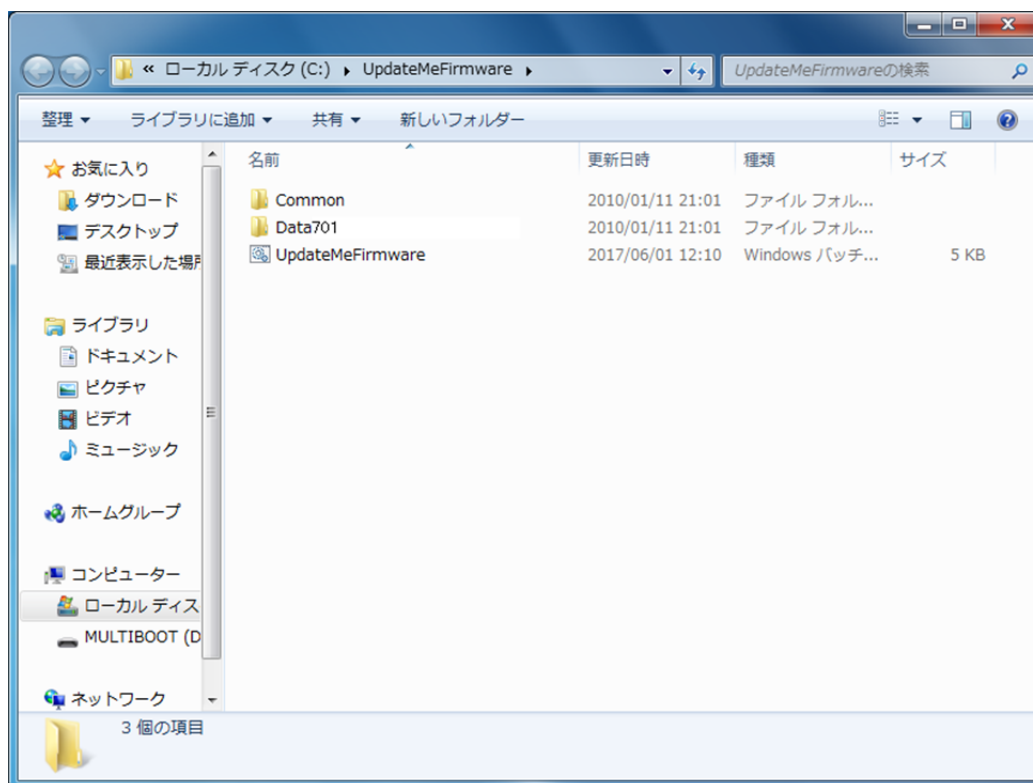 « ローカル ディスク (C:) ▸ UpdateMeFirmware ▸
UpdateMeFirmwareの検索
整理 ライブラリに追加 共有 新しいフォルダー
お気に入り
ダウンロード
デスクトップ
最近表示した場所
ライブラリ
ドキュメント
ピクチャ
ビデオ
ミュージック
ホームグループ
コンピューター
ローカル ディス
MULTIBOOT (D
ネットワーク
名前 更新日時 種類 サイズ
Common 2010/01/11 21:01 ファイル フォル...
Data701 2010/01/11 21:01 ファイル フォル...
UpdateMeFirmware 2017/06/01 12:10 Windows バッチ... 5 KB
3 個の項目